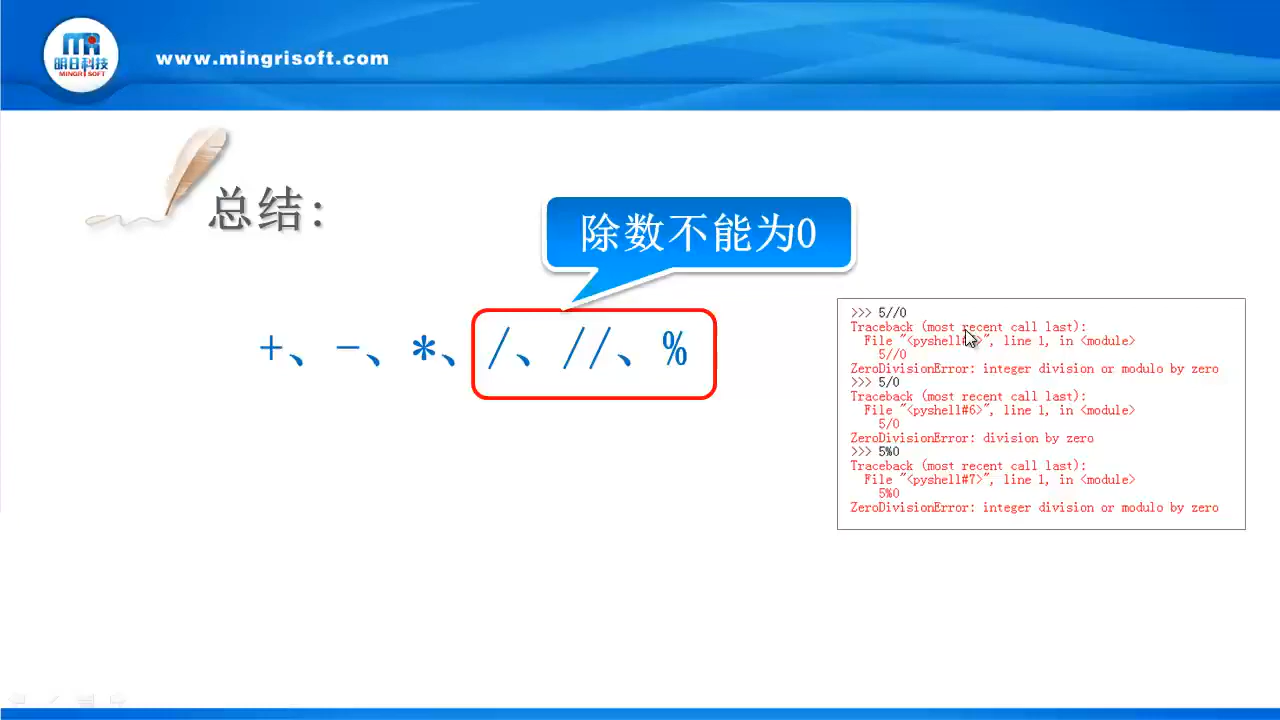 明日科技
MINGRISOFT
www.mingrisoft.com
总结:
除数不能为0
+、-、*、/、//、%
>>> 5//0
Traceback (most recent call last):
File "<pyshell#5>", line 1, in <module>
5//0
ZeroDivisionError: integer division or modulo by zero
>>> 5/0
Traceback (most recent call last):
File "<pyshell#6>", line 1, in <module>
5/0
ZeroDivisionError: division by zero
>>> 5%0
Traceback (most recent call last):
File "<pyshell#7>", line 1, in <module>
5%0
ZeroDivisionError: integer division or modulo by zero